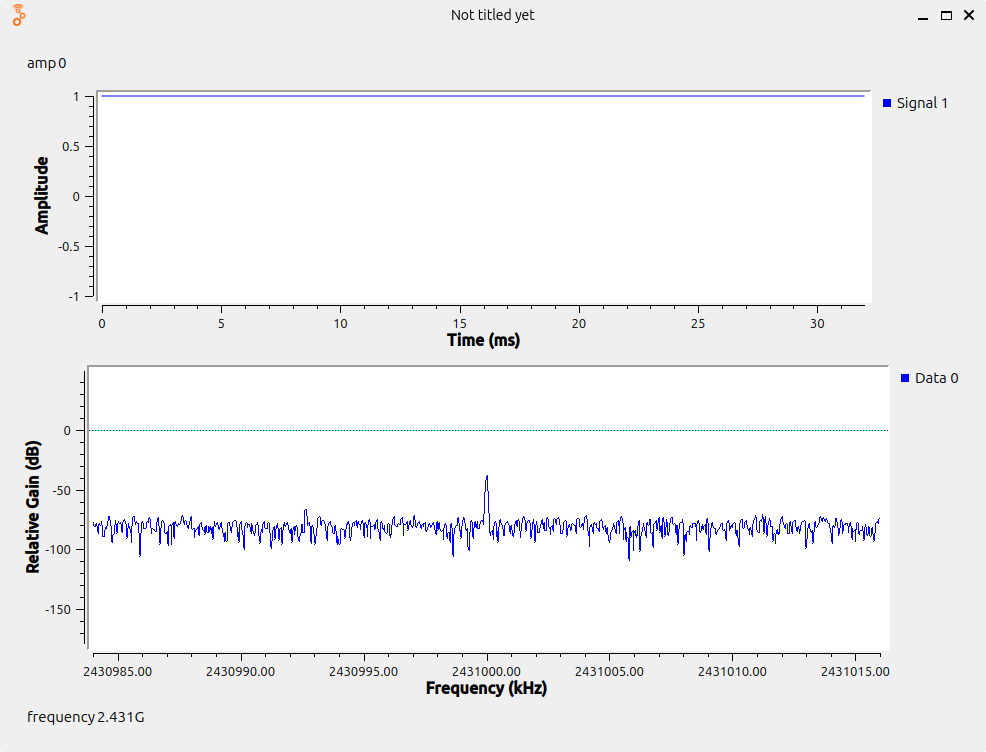 Not titled yet
amp 0
Signal 1
1
0.5
0
-0.5
-1
Amplitude
0 5 10 15 20 25 30
Time (ms)
Data 0
0
-50
-100
-150
Relative Gain (dB)
2430985.00 2430990.00 2430995.00 2431000.00 2431005.00 2431010.00 2431015.00
Frequency (kHz)
frequency 2.431G